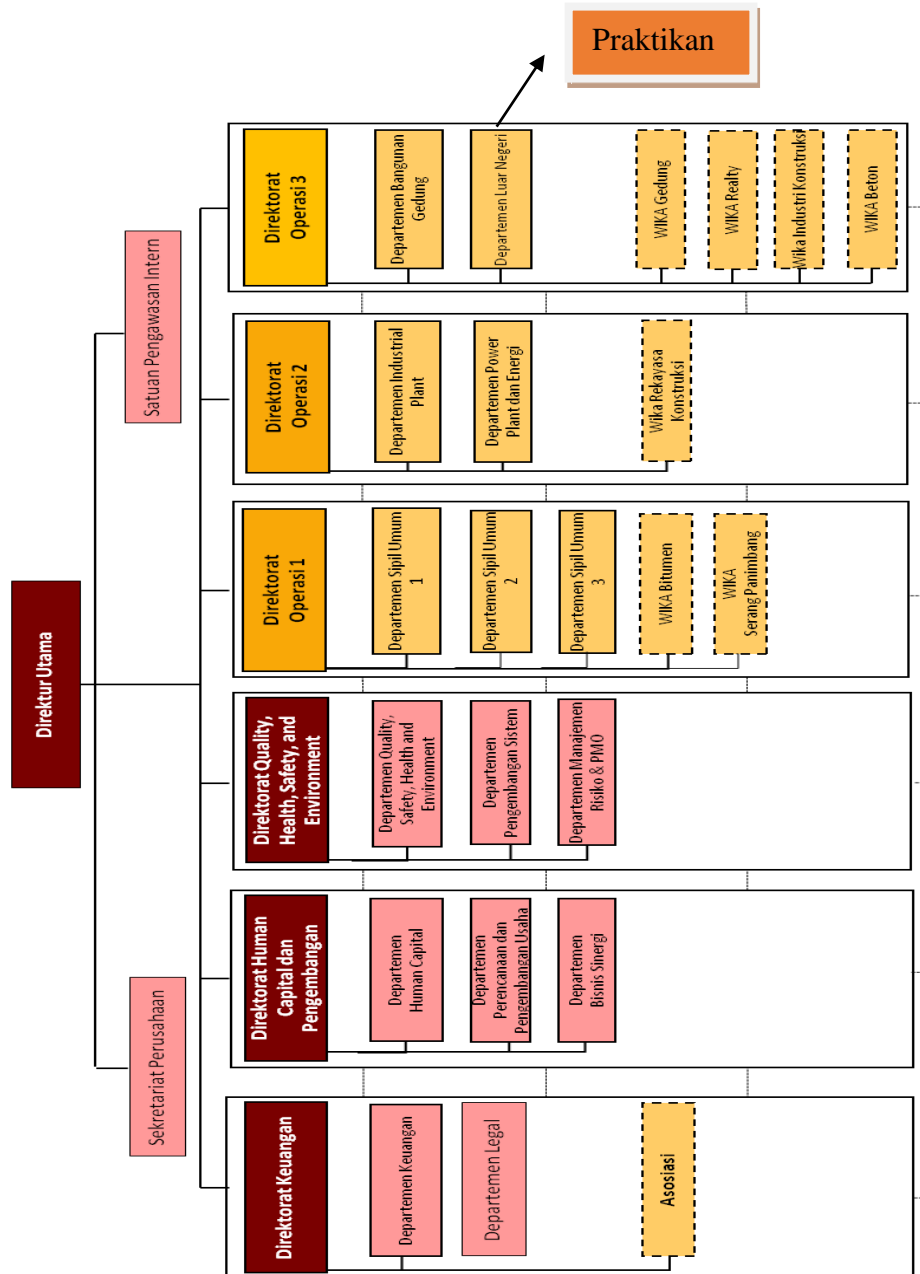 Praktikan
Direktur Utama
Sekretariat Perusahaan
Satuan Pengawasan Intern
Direktorat Keuangan
Departemen Keuangan
Departemen Legal
Asosiasi
Direktorat Human
Capital dan
Pengembangan
Departemen
Human Capital
Departemen
Perencanaan dan
Pengembangan Usaha
Departemen
Bisnis Sinergi
Direktorat Quality,
Health, Safety, and
Environment
Departemen Quality,
Safety, Health and
Environment
Departemen
Pengembangan Sistem
Departemen Manajemen
Risiko & PMO
Direktorat
Operasi 1
Departemen Sipil Umum
1
Departemen Sipil Umum
2
Departemen Sipil Umum
3
WIKA Bitumen
WIKA
Serang Panimbang
Direktorat
Operasi 2
Departemen Industrial
Plant
Departemen Power
Plant dan Energi
Wika Rekayasa
Konstruksi
Direktorat
Operasi 3
Departemen Bangunan
Gedung
Departemen Luar Negeri
WIKA Gedung
WIKA Realty
Wika Industri Konstruksi
WIKA Beton